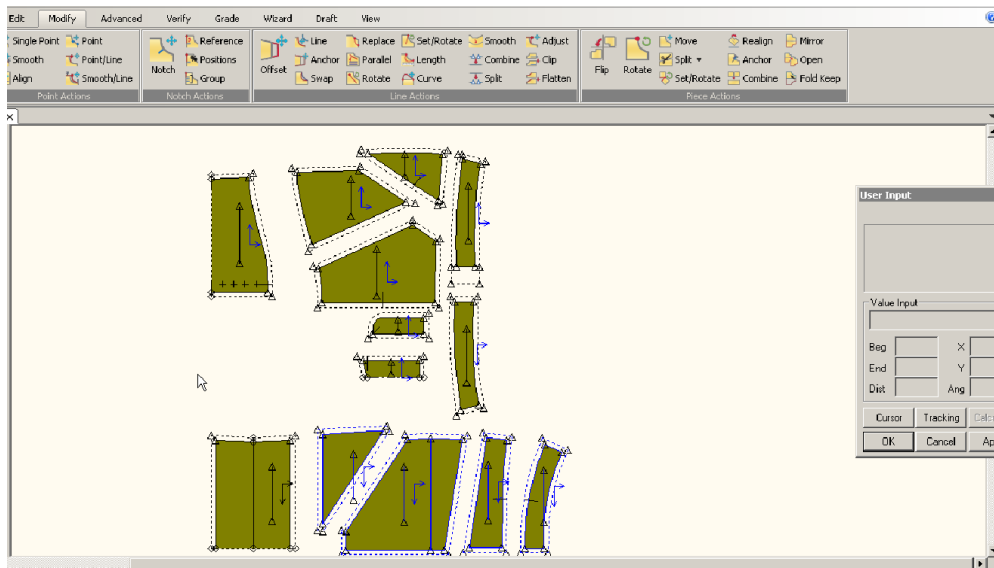 Edit Modify Advanced Verify Grade Wizard Draft View
Single Point Point Reference Line Replace Set/Rotate Smooth Adjust Move Realign Mirror
Smooth Point/Line Notch Positions Offset Anchor Parallel Length Combine Clip Flip Rotate Split Anchor Open
Align Smooth/Line Group Swap Rotate Curve Split Flatten Set/Rotate Combine Fold Keep
Point Actions Notch Actions Line Actions Piece Actions
User Input
Value Input
Beg X
End Y
Dist Ang
Cursor Tracking
OK Cancel